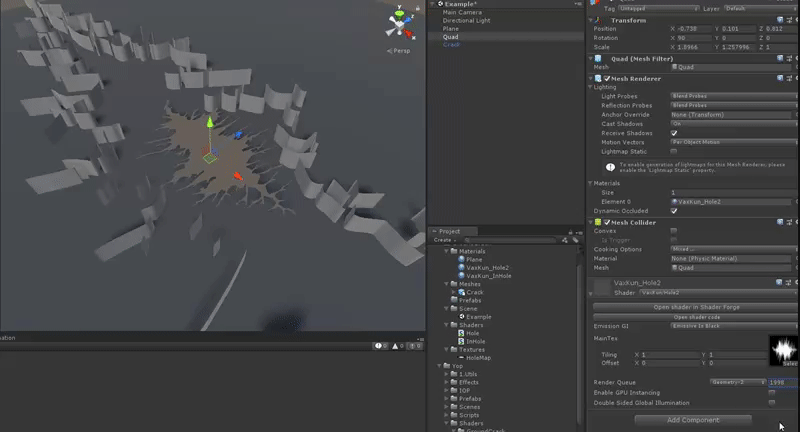 Persp
ation
Example*
Main Camera
Directional Light
Plane
Quad
Crash
Project
Create
Materials
Plane
VaxKun_Hole2
VaxKun_InHole
Meshes
Crack
Prefabs
Scene
Example
Shaders
Hole
InHole
Textures
HoleMap
Yop
1.Utils
Effects
IOP
Prefabs
Scenes
Scripts
Shaders
GroundCrack
Tag Untagged Layer Default
Transform
Position X -0.738 Y 0.101 Z 0.812
Rotation X 90 Y 0 Z 0
Scale X 1.8966 Y 1.257996 Z 1
Quad (Mesh Filter)
Mesh Quad
Mesh Renderer
Lighting
Light Probes Blend Probes
Reflection Probes Blend Probes
Anchor Override None (Transform)
Cast Shadows On
Receive Shadows
Motion Vectors Per Object Motion
Lightmap Static
To enable generation of lightmaps for this Mesh Renderer, please
enable the 'Lightmap Static' property.
Materials
Size 1
Element 0 VaxKun_Hole2
Dynamic Occluded
Mesh Collider
Convex
Is Trigger
Cooking Options Mixed ...
Material None (Physic Material)
Mesh Quad
VaxKun_Hole2
Shader VaxKun/Hole2
Open shader in Shader Forge
Open shader code
Emission GI Emissive Is Black
MainTex
Tiling X 1 Y 1
Offset X 0 Y 0
Select
Render Queue Geometry-2 1998
Enable GPU Instancing
Double Sided Global Illumination
Add Component